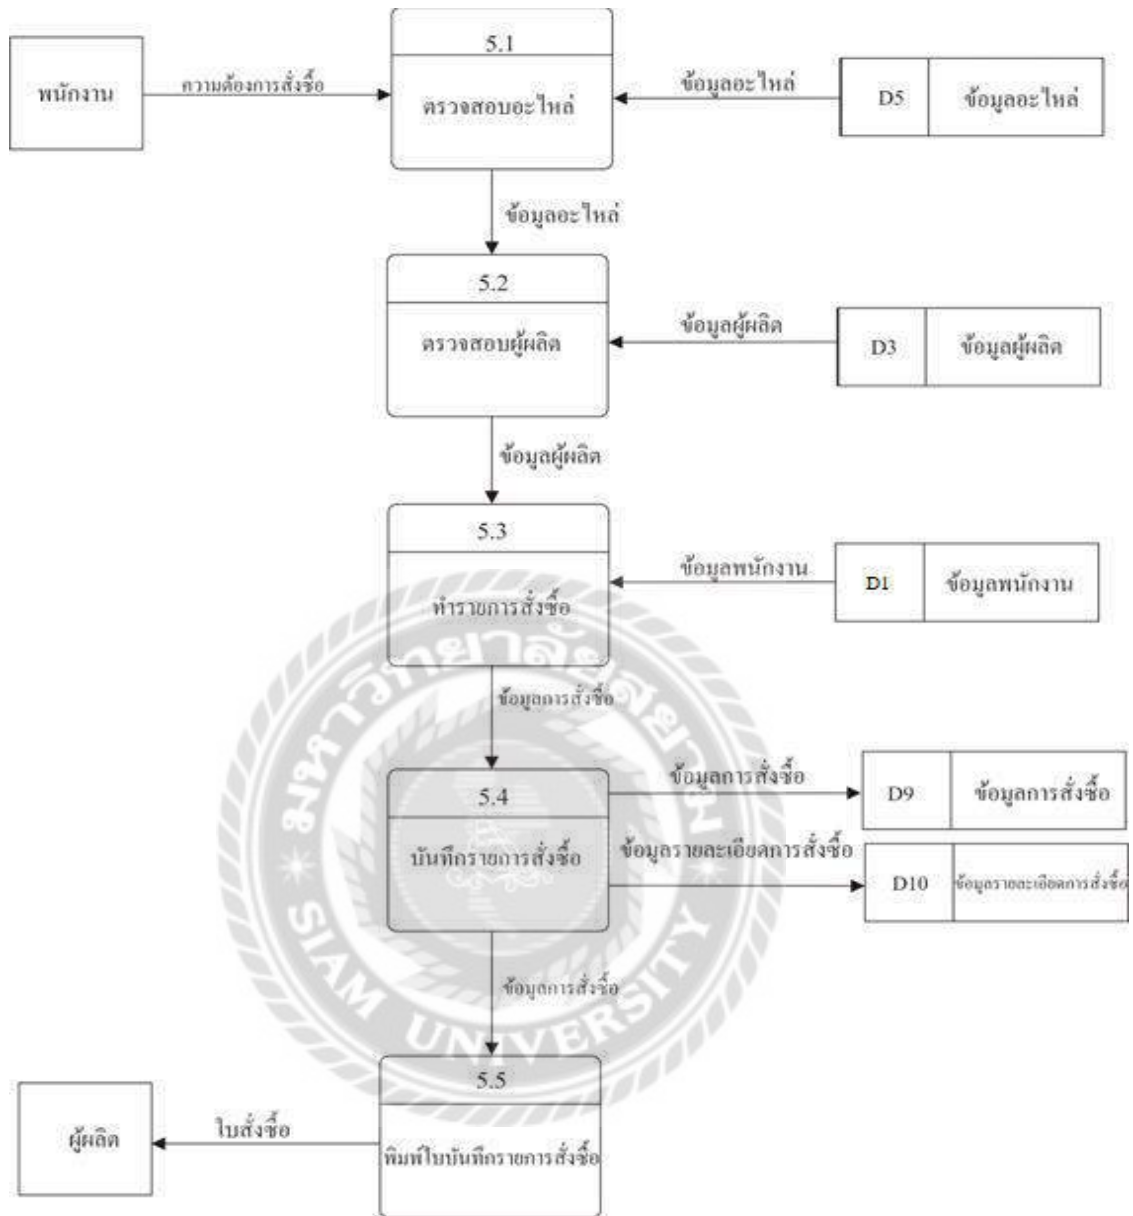 5.1
พนักงาน
ความต้องการสั่งซื้อ
ตรวจสอบอะไหล่
ข้อมูลอะไหล่
D5
ข้อมูลอะไหล่
ข้อมูลอะไหล่
5.2
ตรวจสอบผู้ผลิต
ข้อมูลผู้ผลิต
D3
ข้อมูลผู้ผลิต
ข้อมูลผู้ผลิต
5.3
ทำรายการสั่งซื้อ
ข้อมูลพนักงาน
D1
ข้อมูลพนักงาน
ข้อมูลการสั่งซื้อ
5.4
บันทึกรายการสั่งซื้อ
ข้อมูลการสั่งซื้อ
D9
ข้อมูลการสั่งซื้อ
ข้อมูลรายละเอียดการสั่งซื้อ
D10
ข้อมูลรายละเอียดการสั่งซื้อ
ข้อมูลการสั่งซื้อ
5.5
พิมพ์ใบบันทึกรายการสั่งซื้อ
ใบสั่งซื้อ
ผู้ผลิต
มหาวิทยาลัยสยาม
SIAM UNIVERSITY